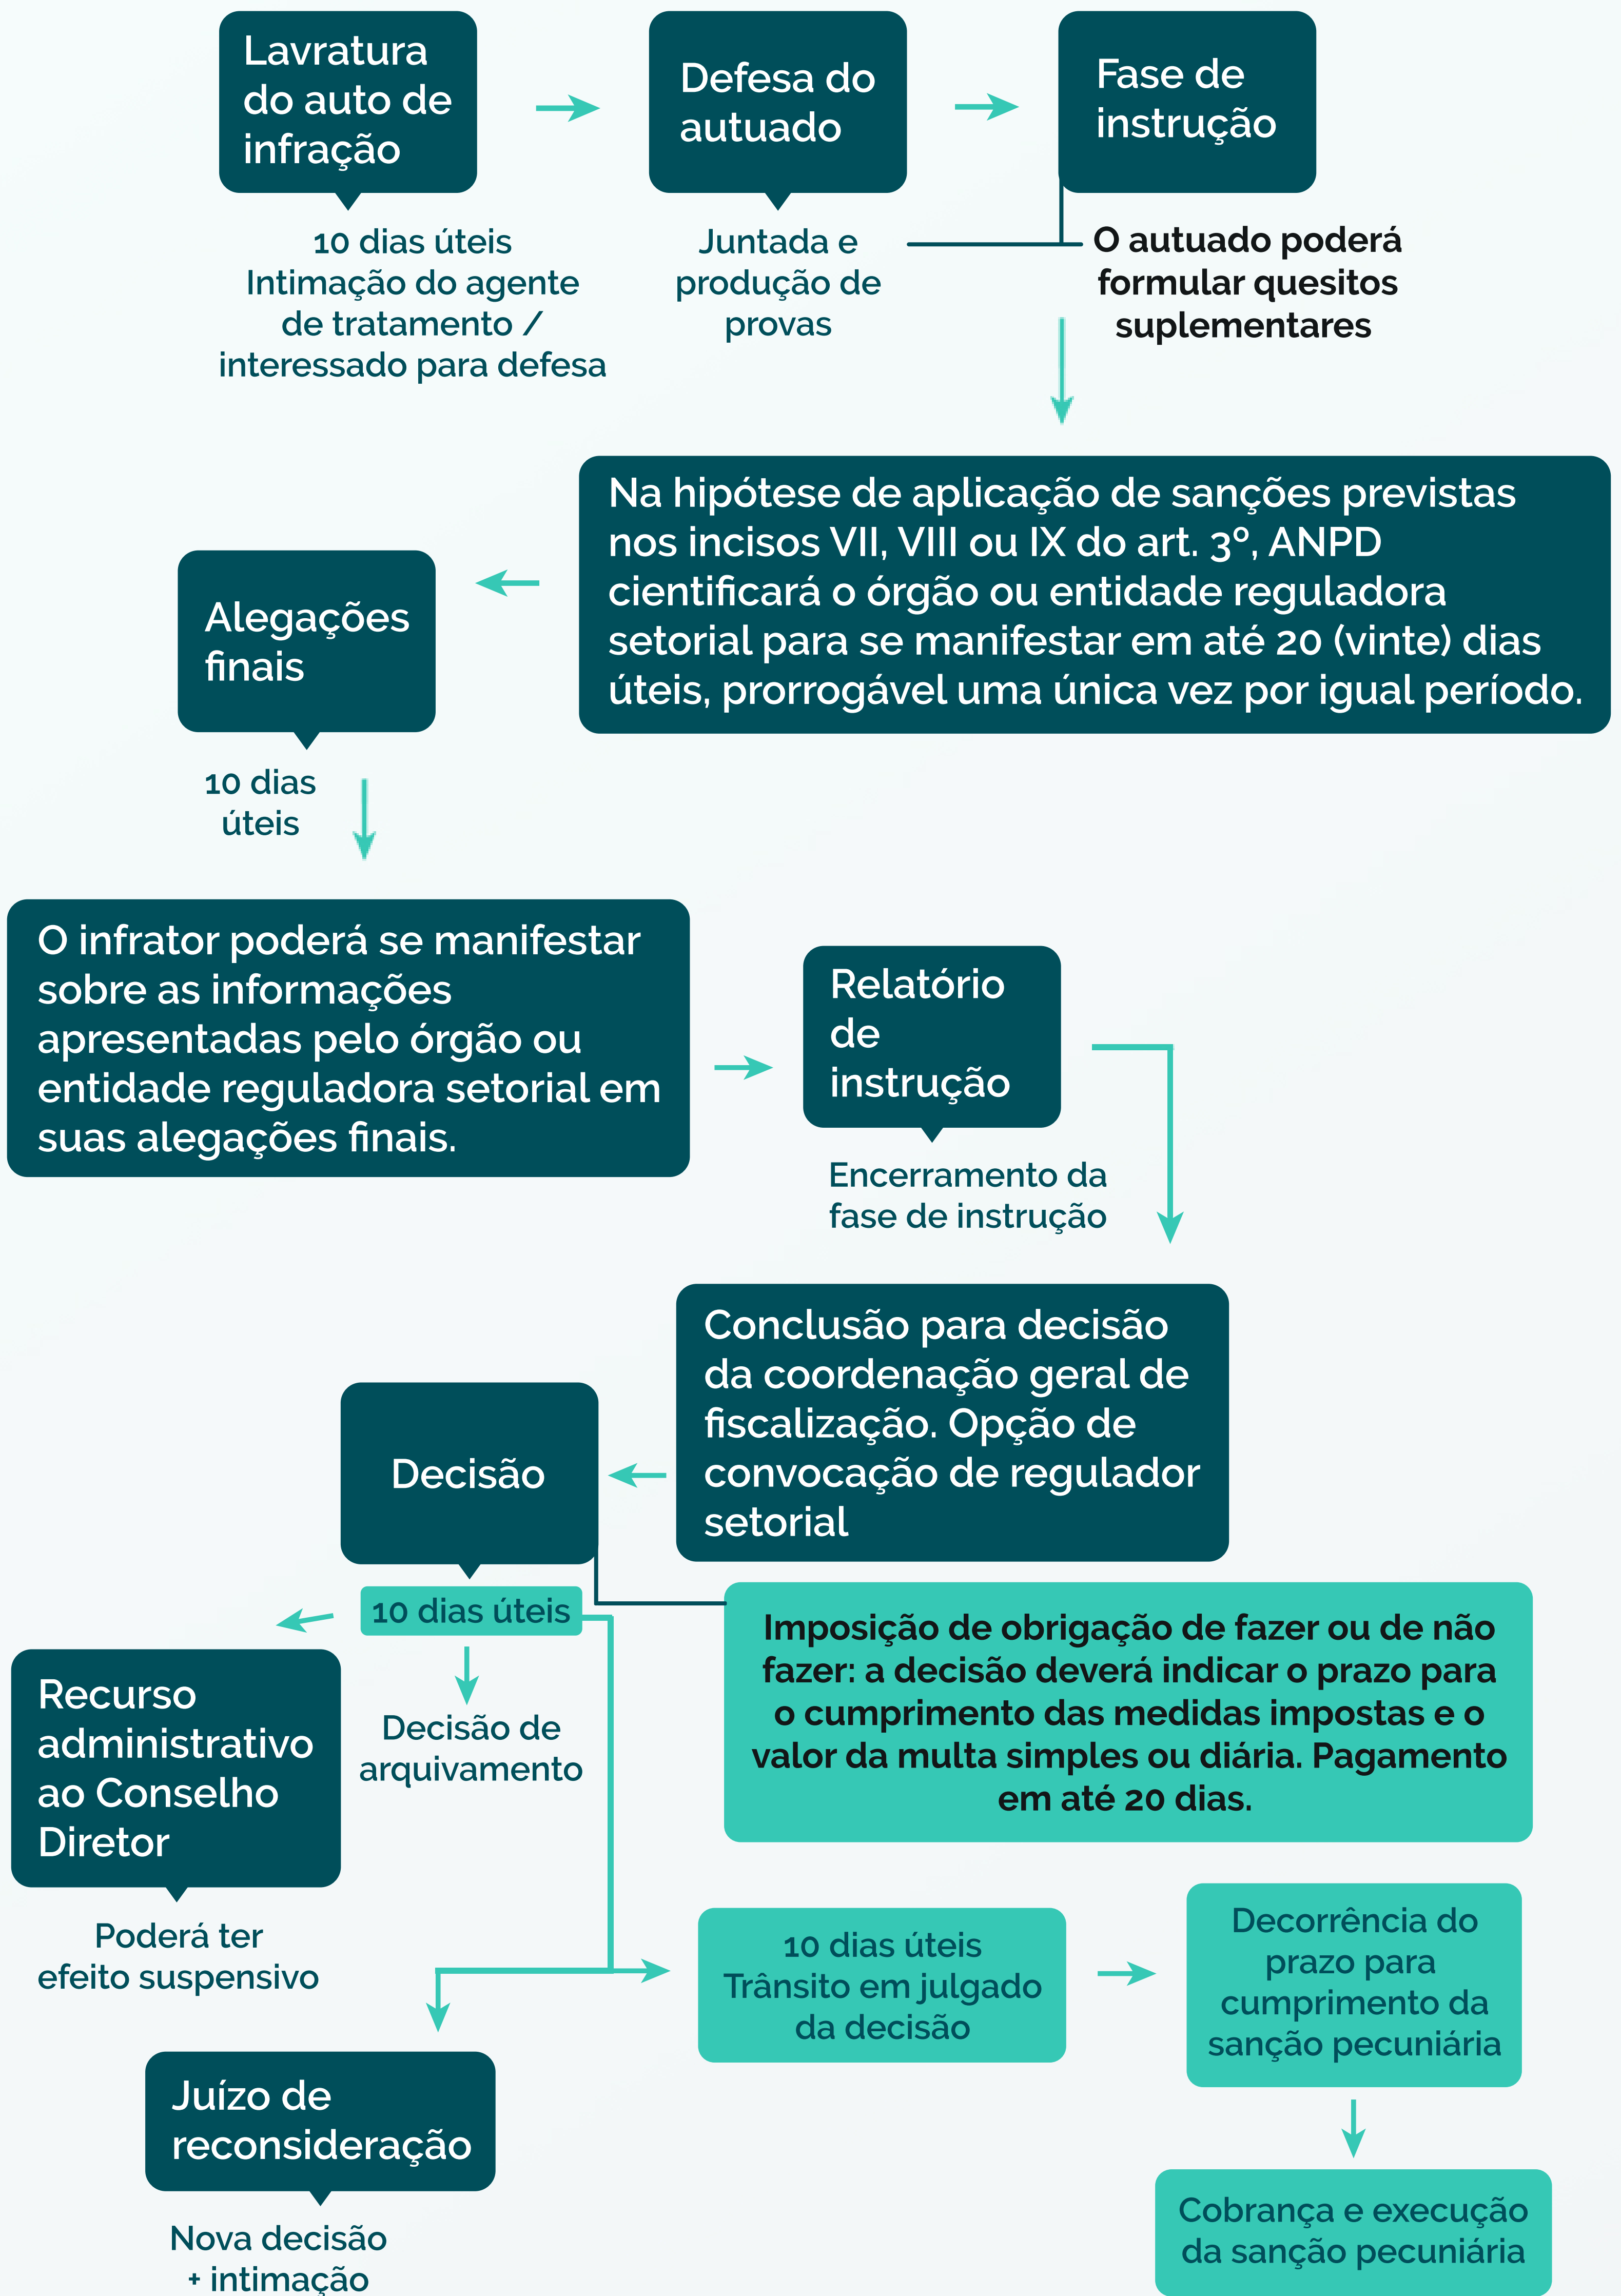 Lavratura
do auto de
infração
Defesa do
autuado
Fase de
instrução
10 dias úteis
Intimação do agente
de tratamento /
interessado para defesa
Juntada e
produção de
provas
O autuado poderá
formular quesitos
suplementares
Na hipótese de aplicação de sanções previstas
nos incisos VII, VIII ou IX do art. 3º, ANPD
cientificará o órgão ou entidade reguladora
setorial para se manifestar em até 20 (vinte) dias
úteis, prorrogável uma única vez por igual período.
Alegações
finais
10 dias
úteis
O infrator poderá se manifestar
sobre as informações
apresentadas pelo órgão ou
entidade reguladora setorial em
suas alegações finais.
Relatório
de
instrução
Encerramento da
fase de instrução
Conclusão para decisão
da coordenação geral de
fiscalização. Opção de
convocação de regulador
setorial
Decisão
10 dias úteis
Imposição de obrigação de fazer ou de não
fazer: a decisão deverá indicar o prazo para
o cumprimento das medidas impostas e o
valor da multa simples ou diária. Pagamento
em até 20 dias.
Recurso
administrativo
ao Conselho
Diretor
Decisão de
arquivamento
Poderá ter
efeito suspensivo
10 dias úteis
Trânsito em julgado
da decisão
Decorrência do
prazo para
cumprimento da
sanção pecuniária
Juízo de
reconsideração
Nova decisão
+ intimação
Cobrança e execução
da sanção pecuniária